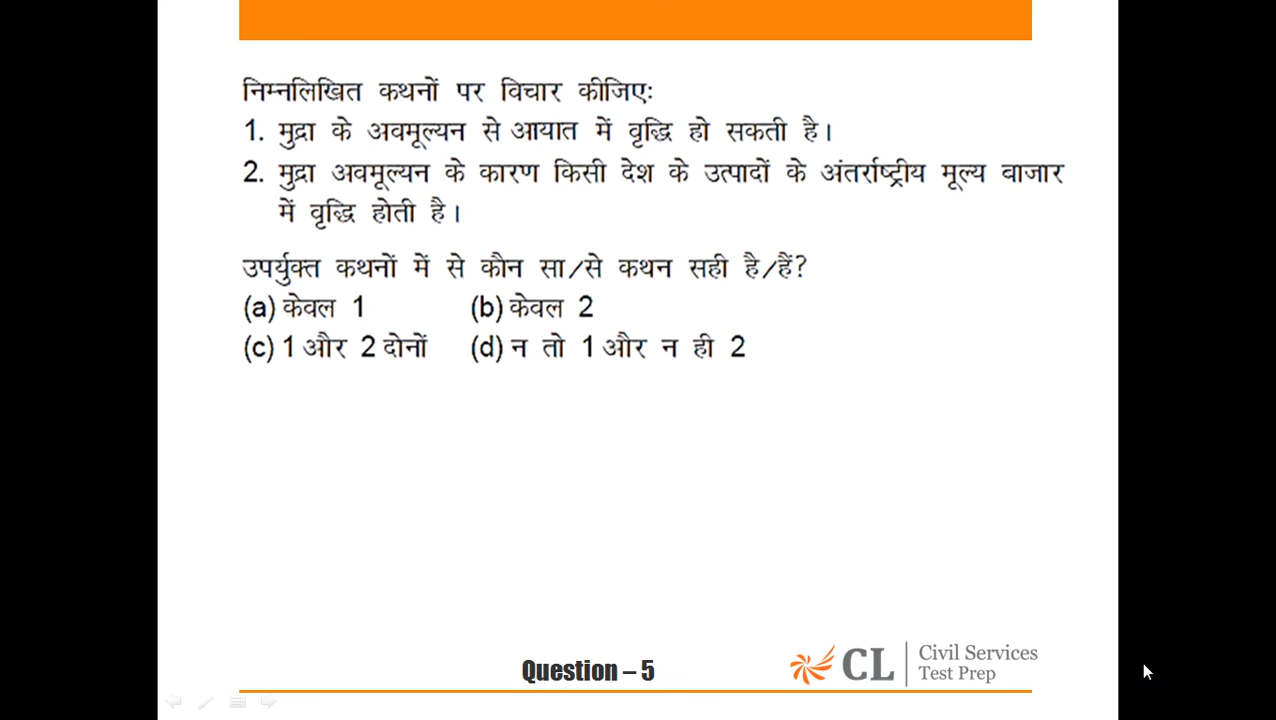 निम्नलिखित कथनों पर विचार कीजिएः
1. मुद्रा के अवमूल्यन से आयात में वृद्धि हो सकती है।
2. मुद्रा अवमूल्यन के कारण किसी देश के उत्पादों के अंतर्राष्ट्रीय मूल्य बाजार
में वृद्धि होती है।
उपर्युक्त कथनों में से कौन सा/से कथन सही है/हैं?
(a) केवल 1 (b) केवल 2
(c) 1 और 2 दोनों (d) न तो 1 और न ही 2
Question – 5
CL Civil Services
Test Prep